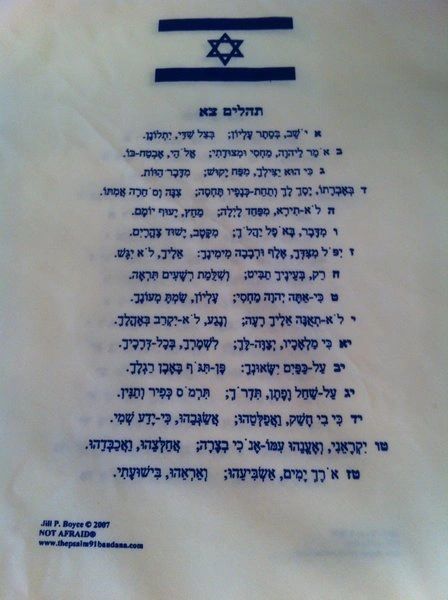 תהלים צא
א יֹשֵׁב, בְּסֵתֶר עֶלְיוֹן; בְּצֵל שַׁדַּי, יִתְלוֹנָן.
ב אֹמַר לַיהוָה, מַחְסִי וּמְצוּדָתִי; אֱלֹהַי, אֶבְטַח-בּוֹ.
ג כִּי הוּא יַצִּילְךָ, מִפַּח יָקוּשׁ; מִדֶּבֶר הַוּוֹת.
ד בְּאֶבְרָתוֹ, יָסֶךְ לָךְ וְתַחַת-כְּנָפָיו תֶּחְסֶה; צִנָּה וְסֹחֵרָה אֲמִתּוֹ.
ה לֹא-תִירָא, מִפַּחַד לָיְלָה; מֵחֵץ, יָעוּף יוֹמָם.
ו מִדֶּבֶר, בָּאֹפֶל יַהֲלֹךְ; מִקֶּטֶב, יָשׁוּד צָהֳרָיִם.
ז יִפֹּל מִצִּדְּךָ, אֶלֶף וּרְבָבָה מִימִינֶךָ: אֵלֶיךָ, לֹא יִגָּשׁ.
ח רַק, בְּעֵינֶיךָ תַבִּיט; וְשִׁלֻּמַת רְשָׁעִים תִּרְאֶה.
ט כִּי-אַתָּה יְהוָה מַחְסִי; עֶלְיוֹן, שַׂמְתָּ מְעוֹנֶךָ.
י לֹא-תְאֻנֶּה אֵלֶיךָ רָעָה; וְנֶגַע, לֹא-יִקְרַב בְּאָהֳלֶךָ.
יא כִּי מַלְאָכָיו, יְצַוֶּה-לָּךְ; לִשְׁמָרְךָ, בְּכָל-דְּרָכֶיךָ.
יב עַל-כַּפַּיִם יִשָּׂאוּנְךָ: פֶּן-תִּגֹּף בָּאֶבֶן רַגְלֶךָ.
יג עַל-שַׁחַל וָפֶתֶן, תִּדְרֹךְ; תִּרְמֹס כְּפִיר וְתַנִּין.
יד כִּי בִי חָשַׁק, וַאֲפַלְּטֵהוּ; אֲשַׂגְּבֵהוּ, כִּי-יָדַע שְׁמִי.
טו יִקְרָאֵנִי, וְאֶעֱנֵהוּ עִמּוֹ-אָנֹכִי בְצָרָה; אֲחַלְּצֵהוּ, וַאֲכַבְּדֵהוּ.
טז אֹרֶךְ יָמִים, אַשְׂבִּיעֵהוּ; וְאַרְאֵהוּ, בִּישׁוּעָתִי.
Jill P. Boyce © 2007
NOT AFRAID®
www.thepsalm91bandana.com